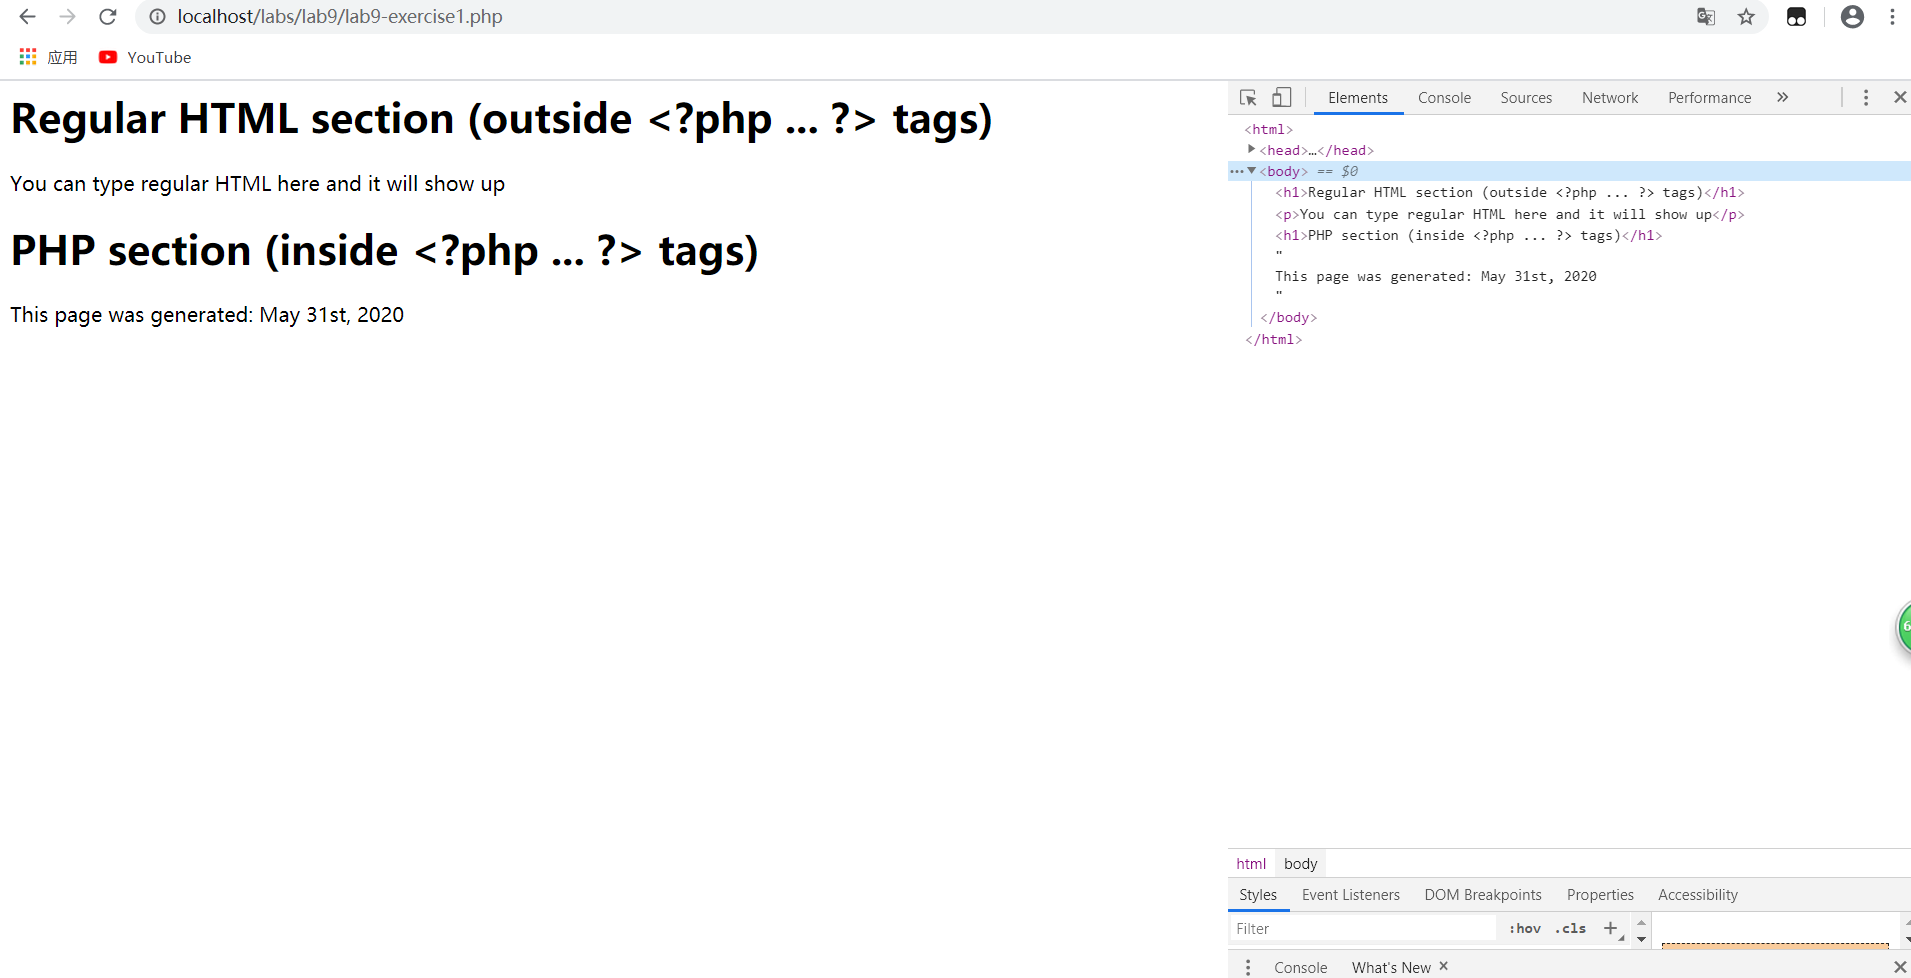 localhost/labs/lab9/lab9-exercise1.php
应用 YouTube
Regular HTML section (outside <?php ... ?> tags)
You can type regular HTML here and it will show up
PHP section (inside <?php ... ?> tags)
This page was generated: May 31st, 2020
Elements Console Sources Network Performance »
<html>
<head>…</head>
<body> == $0
<h1>Regular HTML section (outside <?php ... ?> tags)</h1>
<p>You can type regular HTML here and it will show up</p>
<h1>PHP section (inside <?php ... ?> tags)</h1>
"
This page was generated: May 31st, 2020
"
</body>
</html>
6
html body
Styles Event Listeners DOM Breakpoints Properties Accessibility
Filter :hov .cls +
Console What's New ×